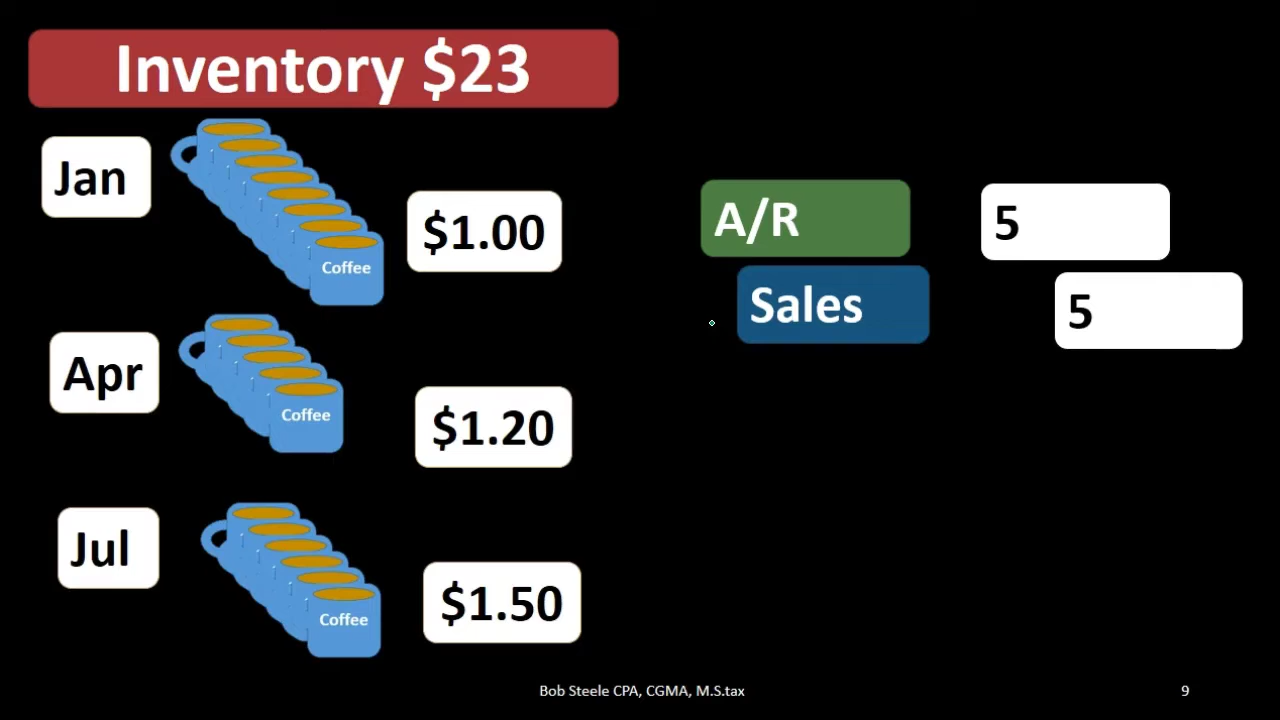 Inventory $23
Jan
Coffee
$1.00
A/R
5
Sales
5
Apr
Coffee
$1.20
Jul
Coffee
$1.50
Bob Steele CPA, CGMA, M.S.tax
9